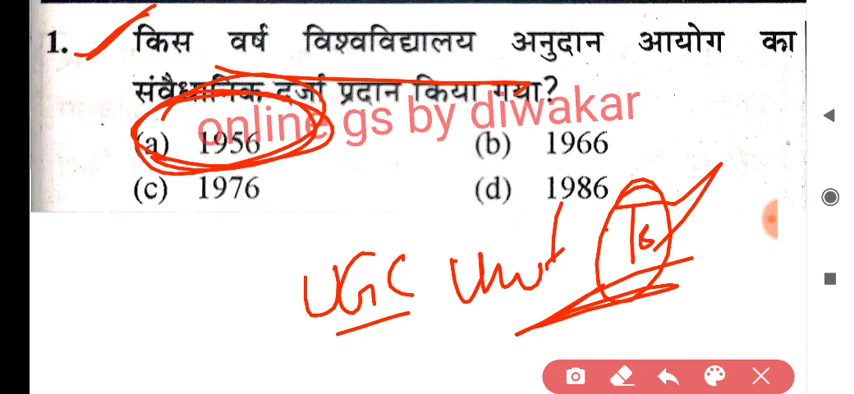 1. किस वर्ष विश्वविद्यालय अनुदान आयोग का
संवैधानिक दर्जा प्रदान किया गया?
online gs by diwakar
(a) 1956 (b) 1966
(c) 1976 (d) 1986
UGC